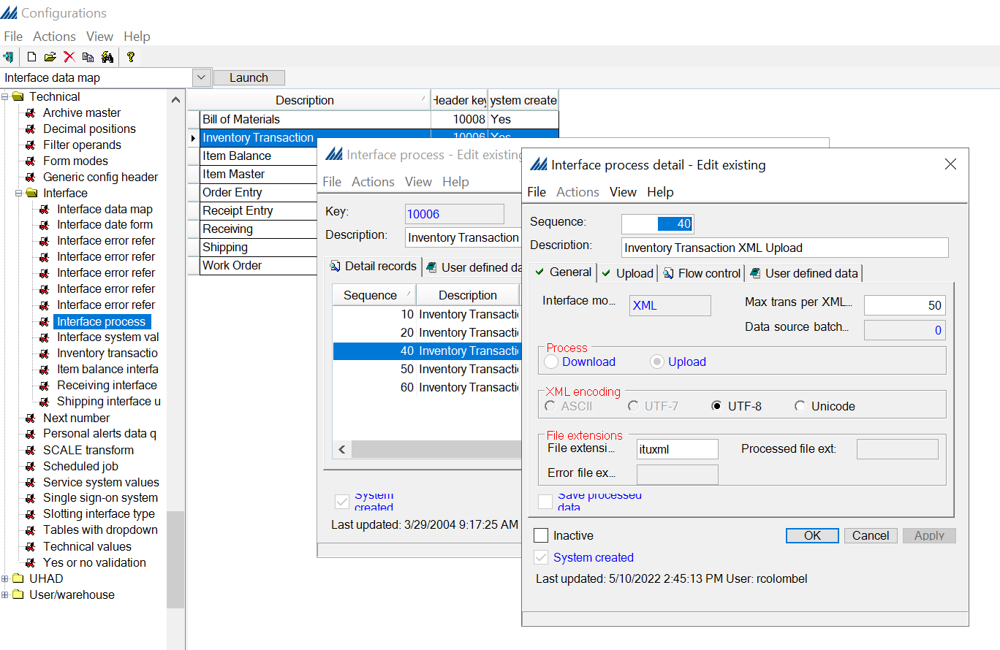 Configurations
File Actions View Help
Interface data map Launch
Technical
Archive master
Decimal positions
Filter operands
Form modes
Generic config header
Interface
Interface data map
Interface date form
Interface error refer
Interface error refer
Interface error refer
Interface error refer
Interface error refer
Interface process
Interface system val
Inventory transactio
Item balance interfa
Receiving interface
Shipping interface u
Next number
Personal alerts data q
SCALE transform
Scheduled job
Service system values
Single sign-on system
Slotting interface type
Tables with dropdown
Technical values
Yes or no validation
UHAD
User/warehouse
Description Header key ystem create
Bill of Materials 10008 Yes
Inventory Transaction 10006 Yes
Item Balance
Item Master
Order Entry
Receipt Entry
Receiving
Shipping
Work Order
Interface process - Edit existing
File Actions View Help
Key: 10006
Description: Inventory Transaction
Detail records User defined da
Sequence Description
10 Inventory Transacti
20 Inventory Transacti
40 Inventory Transacti
50 Inventory Transacti
60 Inventory Transacti
System
created
Last updated: 3/29/2004 9:17:25 AM
Interface process detail - Edit existing
File Actions View Help
Sequence: 40
Description: Inventory Transaction XML Upload
General Upload Flow control User defined data
Interface mo... XML Max trans per XML... 50
Data source batch... 0
Process
Download Upload
XML encoding
ASCII UTF-7 UTF-8 Unicode
File extensions
File extensi... ituxml Processed file ext:
Error file ex...
Save processed
data
Inactive OK Cancel Apply
System created
Last updated: 5/10/2022 2:45:13 PM User: rcolombel